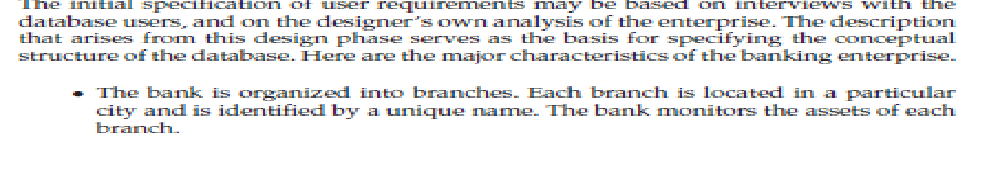 The initial specification of user requirements may be based on interviews with the
database users, and on the designer's own analysis of the enterprise. The description
that arises from this design phase serves as the basis for specifying the conceptual
structure of the database. Here are the major characteristics of the banking enterprise.
• The bank is organized into branches. Each branch is located in a particular
city and is identified by a unique name. The bank monitors the assets of each
branch.